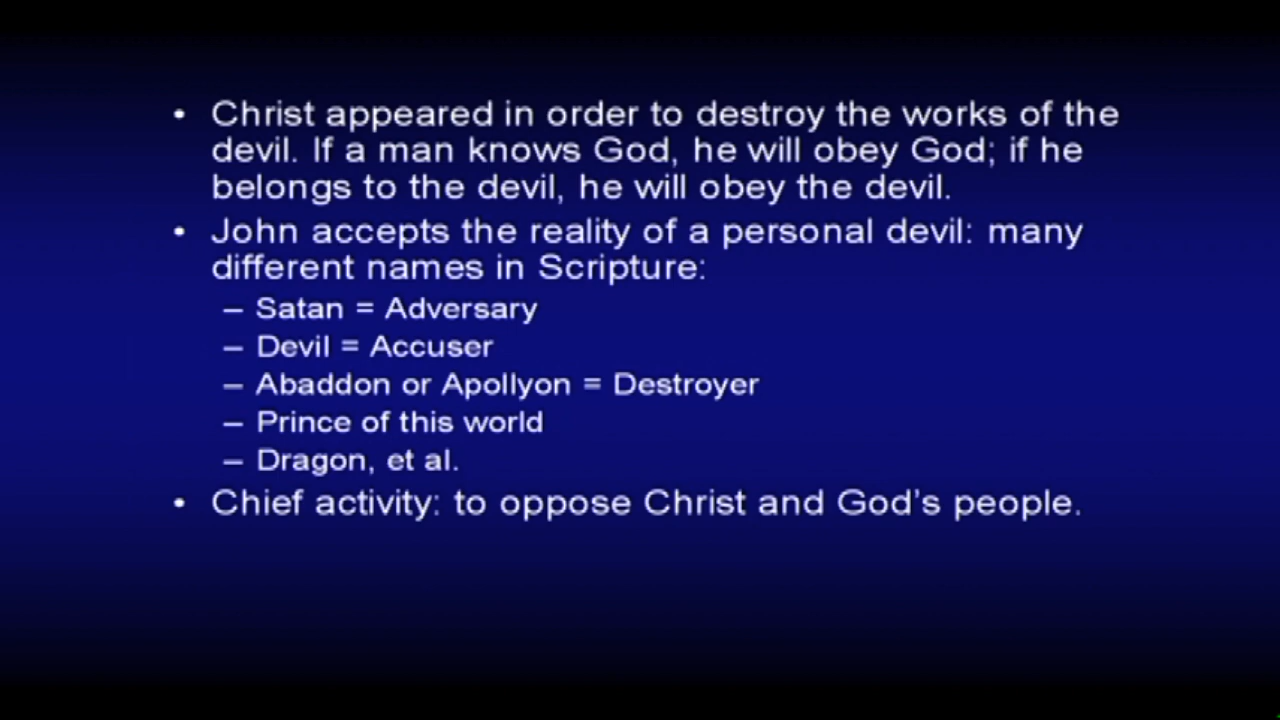 • Christ appeared in order to destroy the works of the
devil. If a man knows God, he will obey God; if he
belongs to the devil, he will obey the devil.
• John accepts the reality of a personal devil: many
different names in Scripture:
– Satan = Adversary
– Devil = Accuser
– Abaddon or Apollyon = Destroyer
– Prince of this world
– Dragon, et al.
• Chief activity: to oppose Christ and God's people.